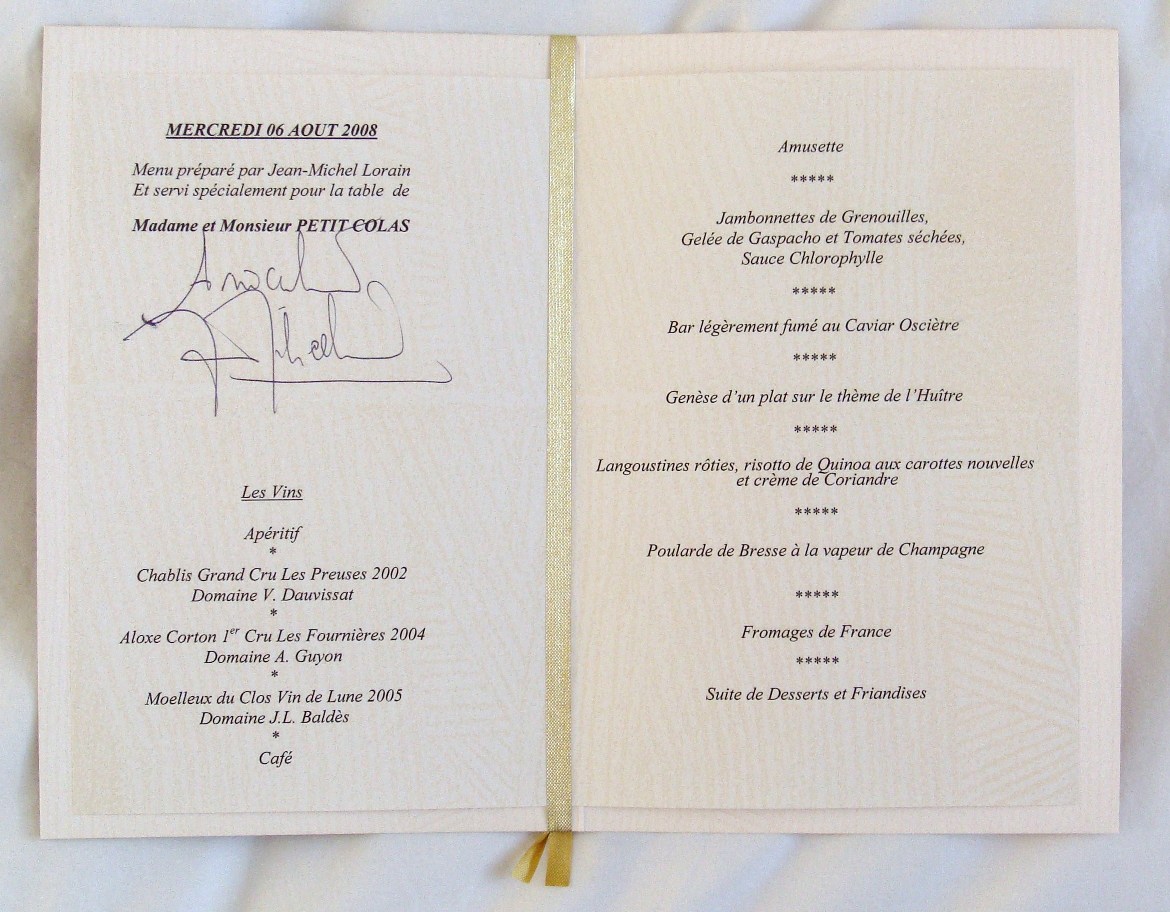 MERCREDI 06 AOUT 2008
Menu préparé par Jean-Michel Lorain
Et servi spécialement pour la table de
Madame et Monsieur PETIT COLAS
Les Vins
Apéritif
*
Chablis Grand Cru Les Preuses 2002
Domaine V. Dauvissat
*
Aloxe Corton 1er Cru Les Fournières 2004
Domaine A. Guyon
*
Moelleux du Clos Vin de Lune 2005
Domaine J.L. Baldès
*
Café
Amusette
*****
Jambonnettes de Grenouilles,
Gelée de Gaspacho et Tomates séchées,
Sauce Chlorophylle
*****
Bar légèrement fumé au Caviar Osciètre
*****
Genèse d'un plat sur le thème de l'Huître
*****
Langoustines rôties, risotto de Quinoa aux carottes nouvelles
et crème de Coriandre
*****
Poularde de Bresse à la vapeur de Champagne
*****
Fromages de France
*****
Suite de Desserts et Friandises